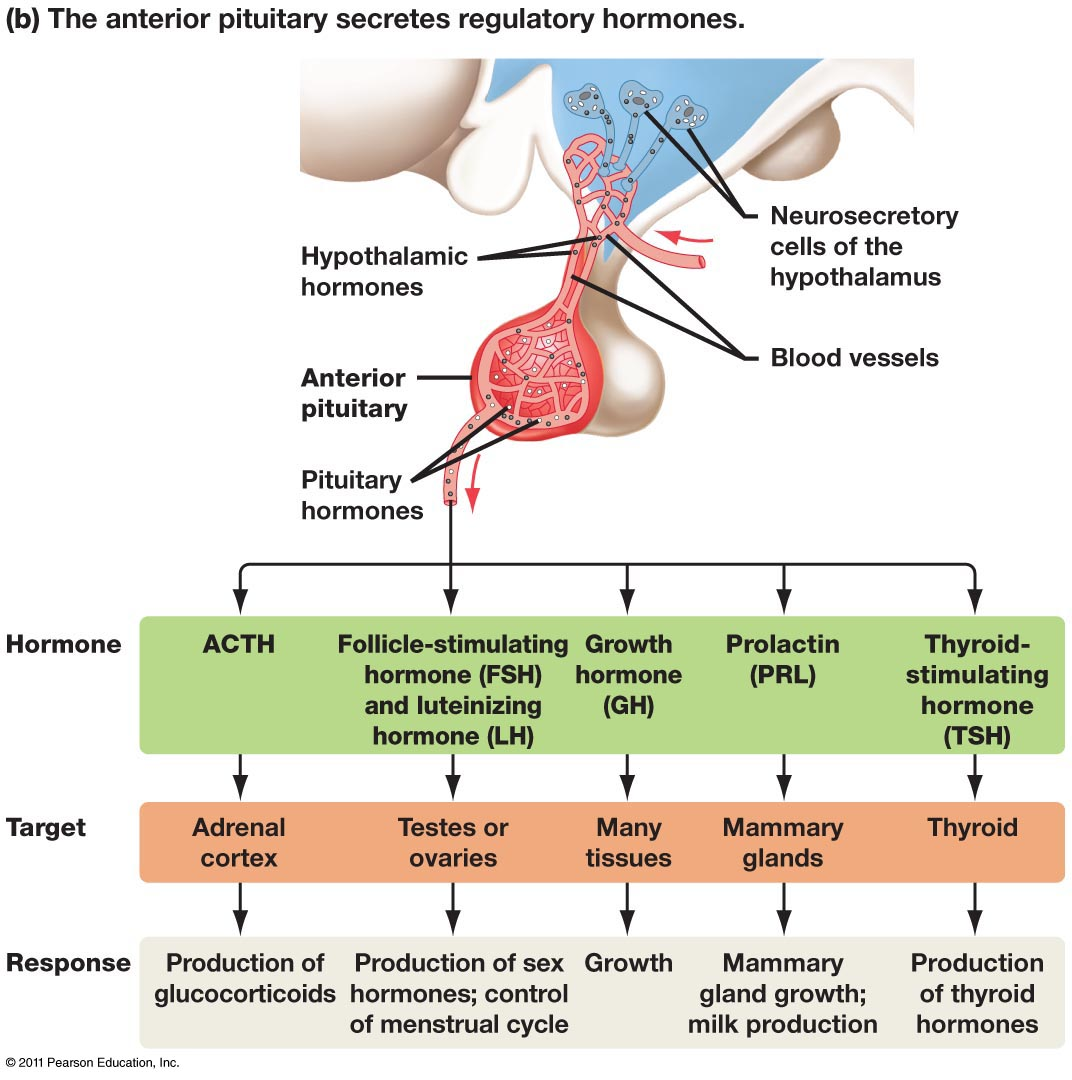 (b) The anterior pituitary secretes regulatory hormones.
Neurosecretory
cells of the
hypothalamus
Hypothalamic
hormones
Blood vessels
Anterior
pituitary
Pituitary
hormones
Hormone
ACTH
Follicle-stimulating
hormone (FSH)
and luteinizing
hormone (LH)
Growth
hormone
(GH)
Prolactin
(PRL)
Thyroid-
stimulating
hormone
(TSH)
Target
Adrenal
cortex
Testes or
ovaries
Many
tissues
Mammary
glands
Thyroid
Response
Production of
glucocorticoids
Production of sex
hormones; control
of menstrual cycle
Growth
Mammary
gland growth;
milk production
Production
of thyroid
hormones
© 2011 Pearson Education, Inc.